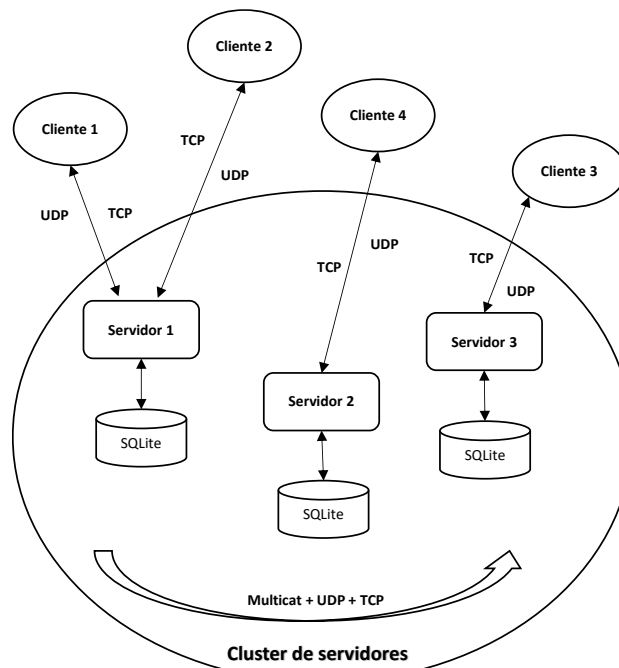 Cliente 2
Cliente 1
Cliente 4
Cliente 3
TCP
UDP
UDP
TCP
UDP
TCP
TCP
UDP
Servidor 1
Servidor 3
Servidor 2
SQLite
SQLite
SQLite
Multicat + UDP + TCP
Cluster de servidores